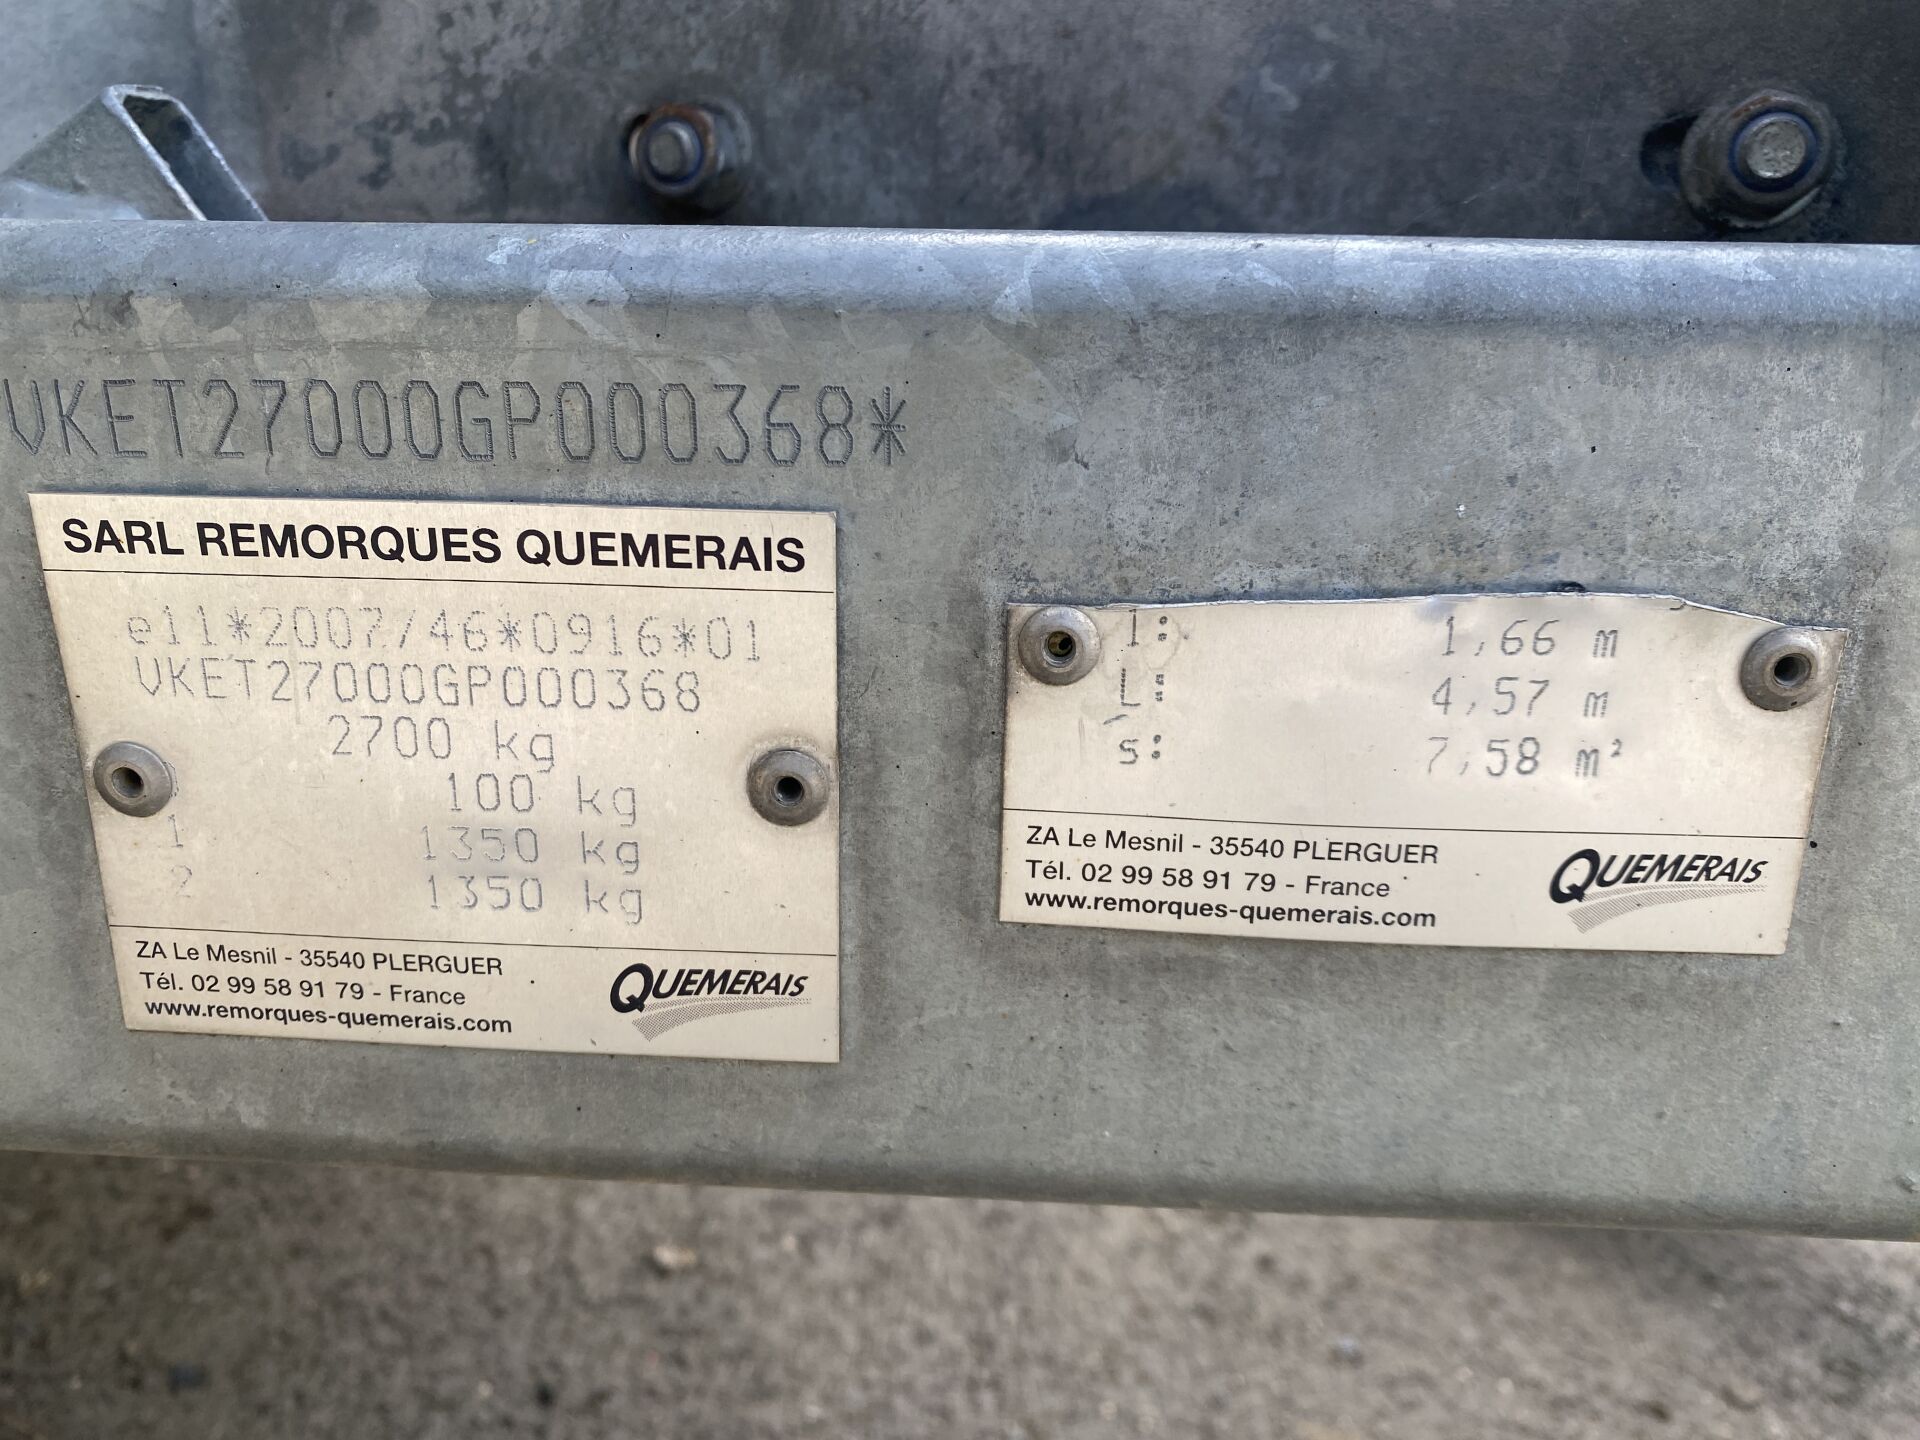 VKET27000GP000368*
SARL REMORQUES QUEMERAIS
e11*2007/46*0916*01
VKET27000GP000368
2700 kg
100 kg
1 1350 kg
2 1350 kg
ZA Le Mesnil - 35540 PLERGUER
Tél. 02 99 58 91 79 - France
www.remorques-quemerais.com
QUEMERAIS
l: 1,66 m
L: 4,57 m
s: 7,58 m²
ZA Le Mesnil - 35540 PLERGUER
Tél. 02 99 58 91 79 - France
www.remorques-quemerais.com
QUEMERAIS